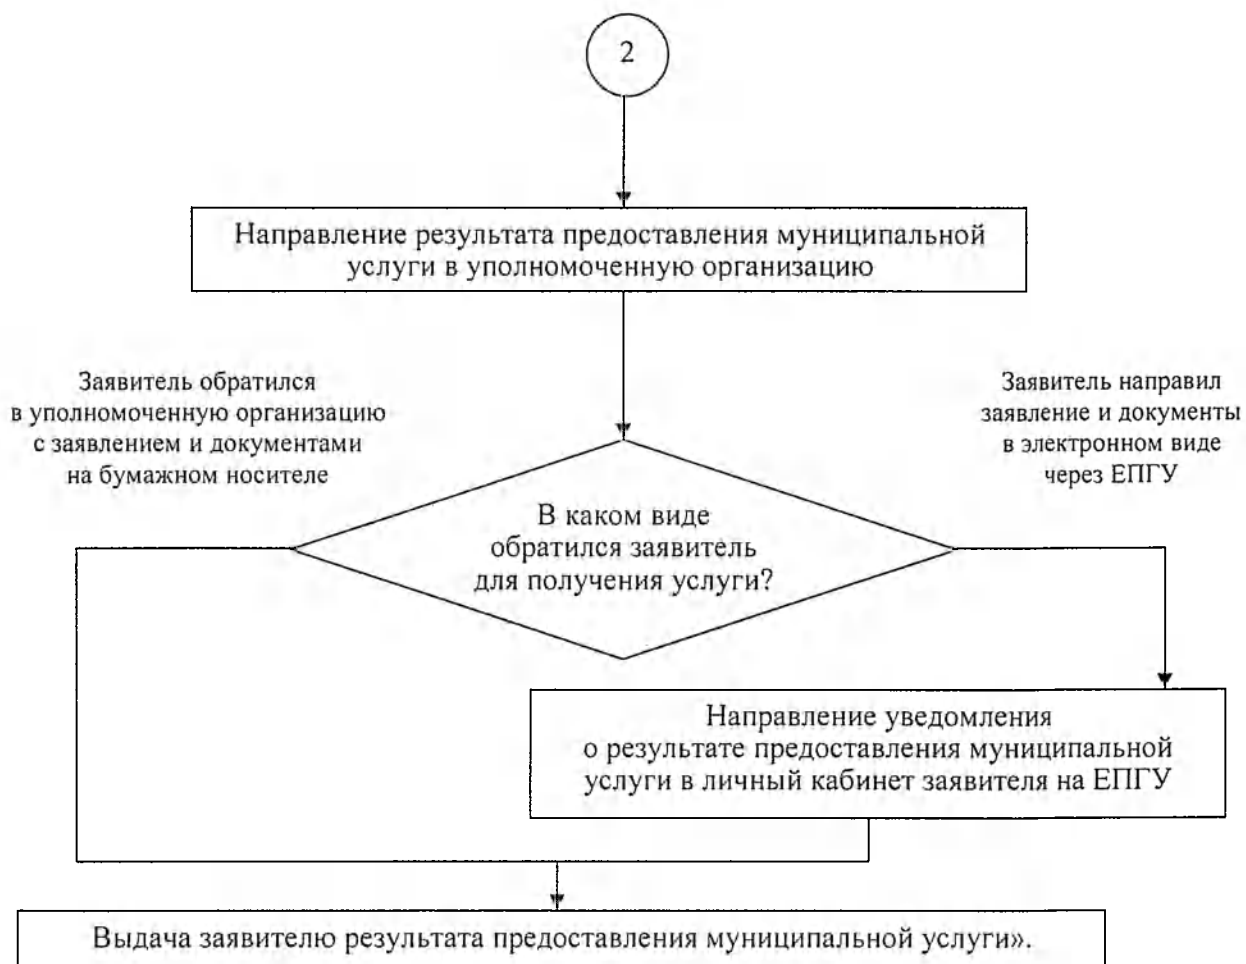 2
Направление результата предоставления муниципальной
услуги в уполномоченную организацию
Заявитель обратился
в уполномоченную организацию
с заявлением и документами
на бумажном носителе
Заявитель направил
заявление и документы
в электронном виде
через ЕПГУ
В каком виде
обратился заявитель
для получения услуги?
Направление уведомления
о результате предоставления муниципальной
услуги в личный кабинет заявителя на ЕПГУ
Выдача заявителю результата предоставления муниципальной услуги».